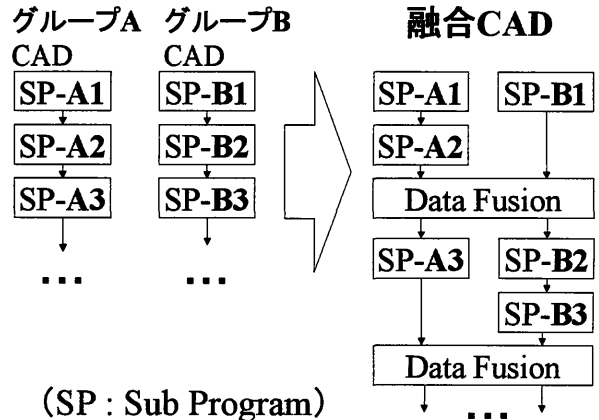 グループA グループB 融合CAD
CAD CAD
SP-A1 SP-B1 SP-A1 SP-B1
SP-A2 SP-B2 SP-A2
SP-A3 SP-B3 Data Fusion
SP-A3 SP-B2
... ...
SP-B3
Data Fusion
(SP : Sub Program) ...